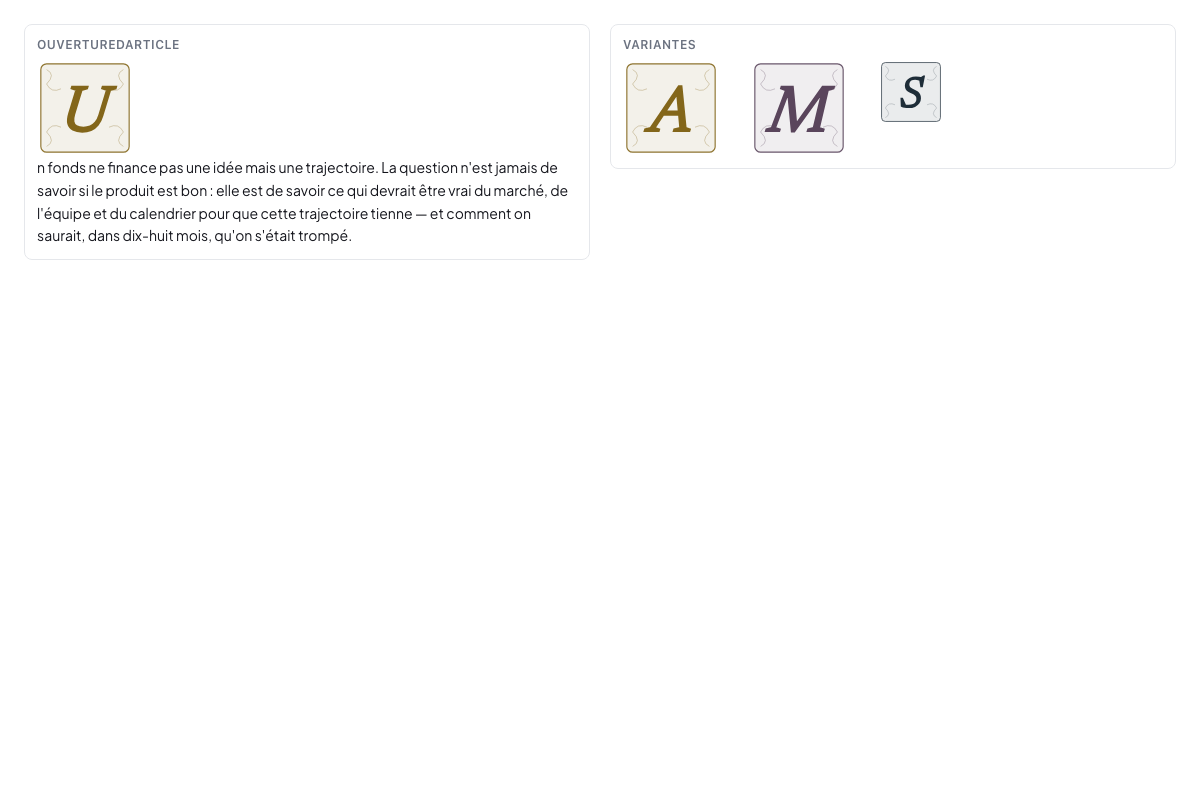 OUVERTUREDARTICLE
U
n fonds ne finance pas une idée mais une trajectoire. La question n'est jamais de
savoir si le produit est bon : elle est de savoir ce qui devrait être vrai du marché, de
l'équipe et du calendrier pour que cette trajectoire tienne — et comment on
saurait, dans dix-huit mois, qu'on s'était trompé.
VARIANTES
A M S